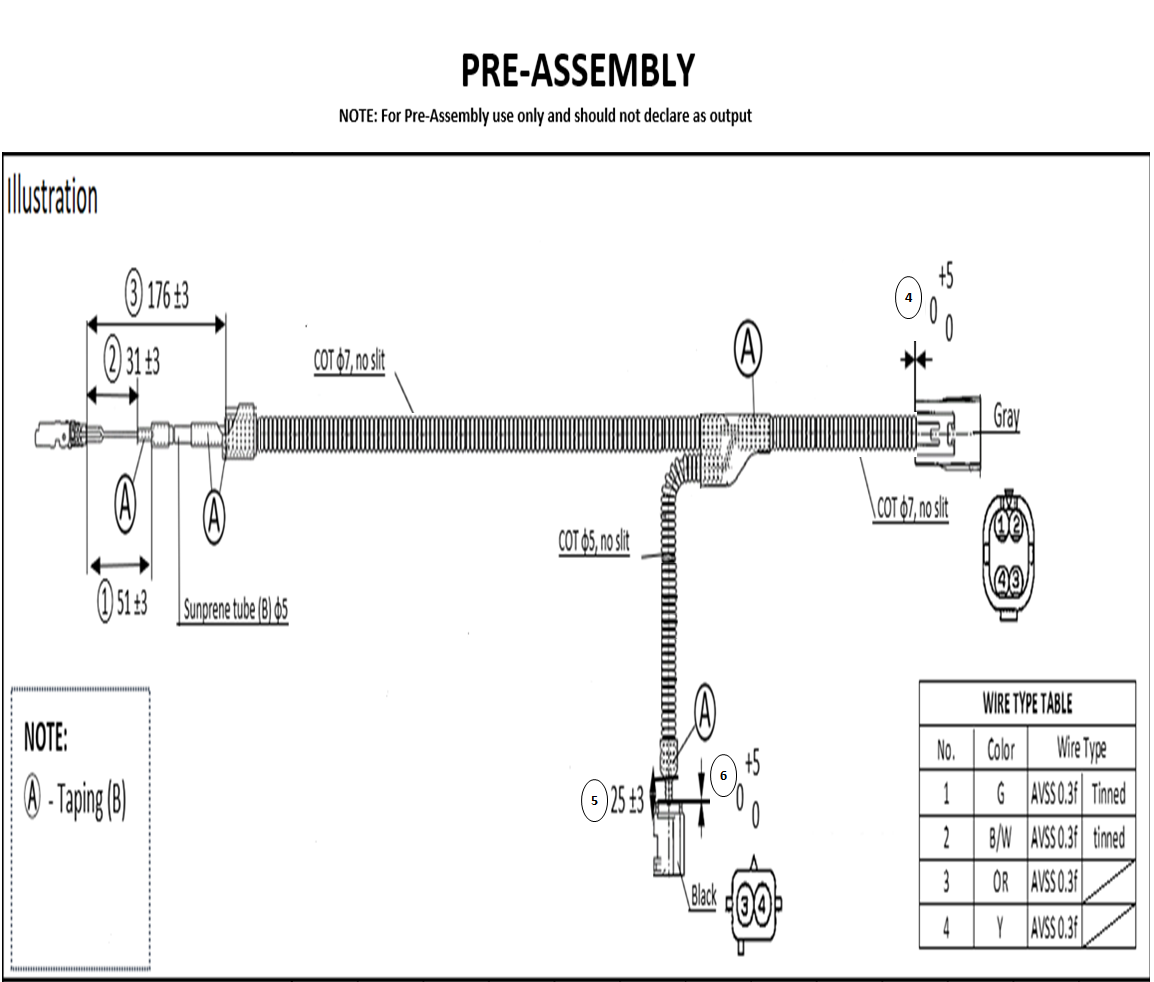 PRE-ASSEMBLY
NOTE: For Pre-Assembly use only and should not declare as output
Illustration
③ 176 ±3
② 31 ±3
COT ϕ7, no slit
A
④ 0 +5 0
Gray
A
A
COT ϕ7, no slit
COT ϕ5, no slit
① 51 ±3
Sunprene tube (B) ϕ5
1 2
4 3
NOTE:
Ⓐ - Taping (B)
A
⑤ 25 ±3
⑥ 0 +5 0
Black
3 4
WIRE TYPE TABLE
No. Color Wire Type
1 G AVSS 0.3f Tinned
2 B/W AVSS 0.3f tinned
3 OR AVSS 0.3f
4 Y AVSS 0.3f